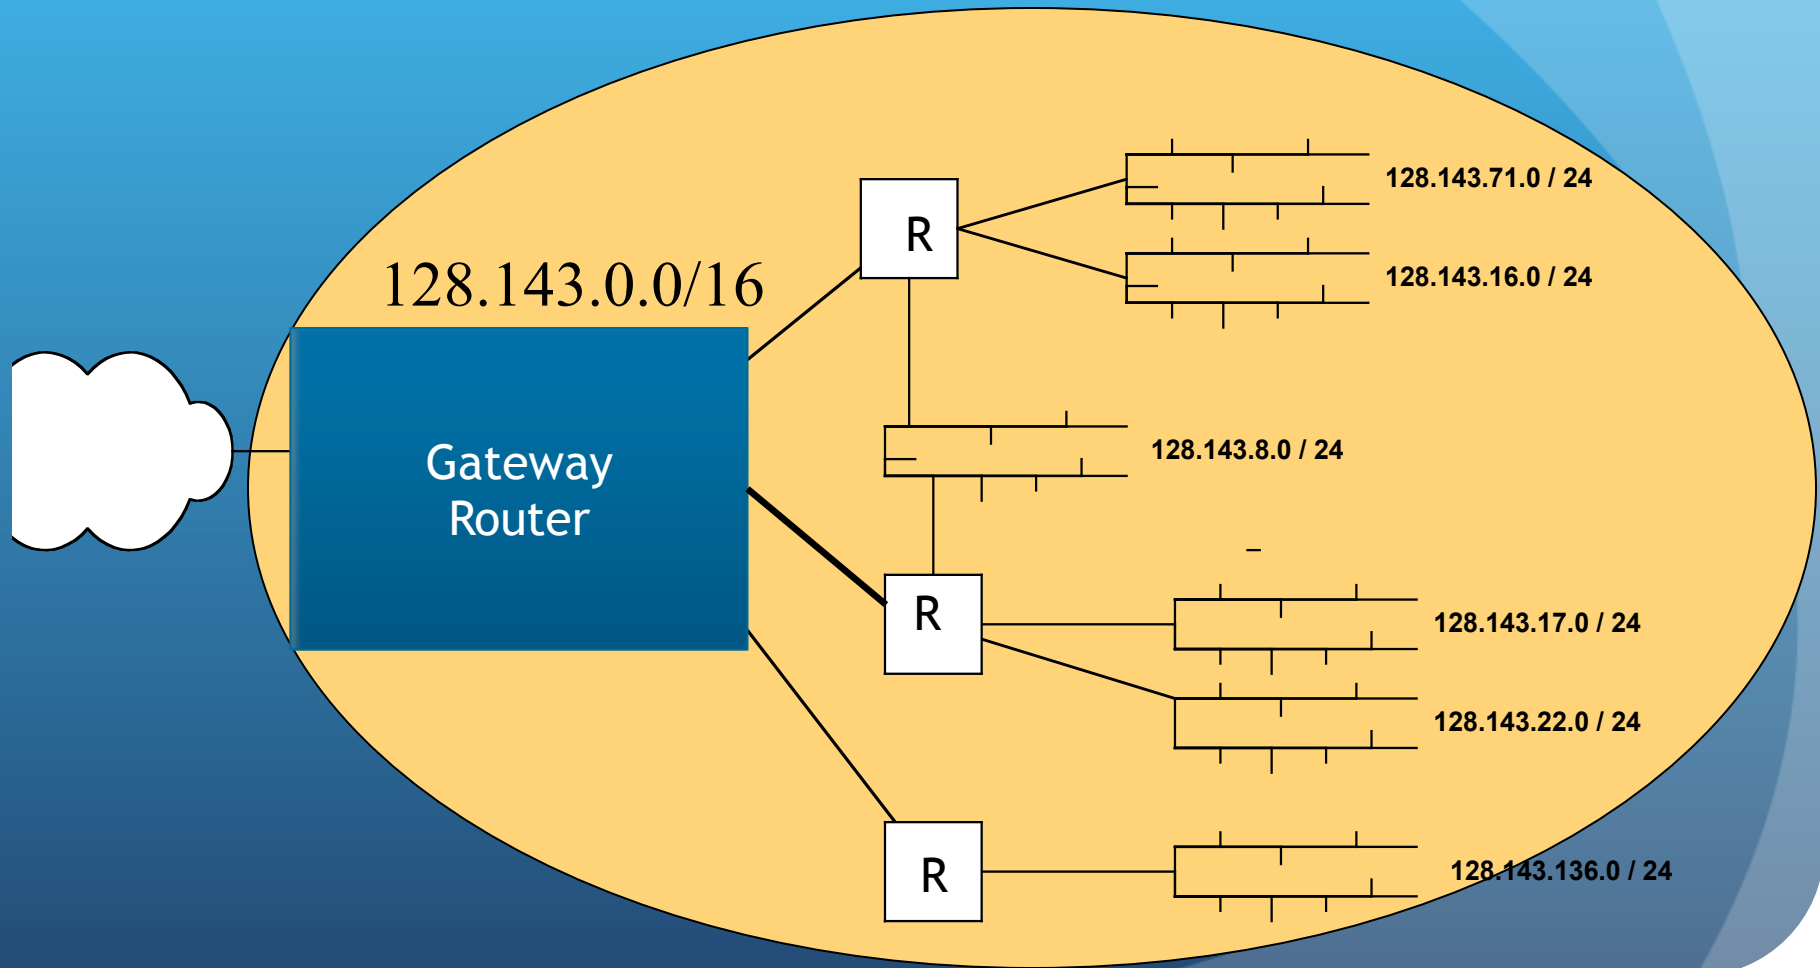 128.143.0.0/16
Gateway
Router
R
128.143.71.0 / 24
128.143.16.0 / 24
128.143.8.0 / 24
R
128.143.17.0 / 24
128.143.22.0 / 24
R
128.143.136.0 / 24